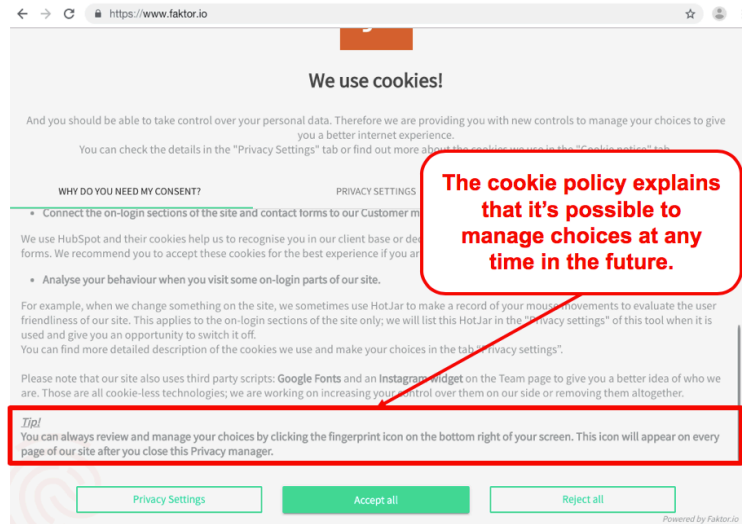 https://www.faktor.io
We use cookies!
And you should be able to take control over your personal data. Therefore we are providing you with new controls to manage your choices to give
you a better internet experience.
You can check the details in the "Privacy Settings" tab or find out more about the cookies we use in the "Cookie notice" tab
WHY DO YOU NEED MY CONSENT?
PRIVACY SETTINGS
The cookie policy explains
that it's possible to
manage choices at any
time in the future.
• Connect the on-login sections of the site and contact forms to our Customer
We use HubSpot and their cookies help us to recognise you in our client base or
forms. We recommend you to accept these cookies for the best experience if you
• Analyse your behaviour when you visit some on-login parts of our site.
For example, when we change something on the site, we sometimes use HotJar to make a record of your mouse movements to evaluate the user
friendliness of our site. This applies to the on-login sections of the site only; we will list this HotJar in the "Privacy settings" of this tool when it is
used and give you an opportunity to switch it off.
You can find more detailed description of the cookies we use and make your choices in the tab "Privacy settings".
Please note that our site also uses third party scripts: Google Fonts and an Instagram widget on the Team page to give you a better idea of who we
are. Those are all cookie-less technologies; we are working on increasing your control over them on our side or removing them altogether.
Tip!
You can always review and manage your choices by clicking the fingerprint icon on the bottom right of your screen. This icon will appear on every
page of our site after you close this Privacy manager.
Privacy Settings
Accept all
Reject all
Powered by Faktor.io